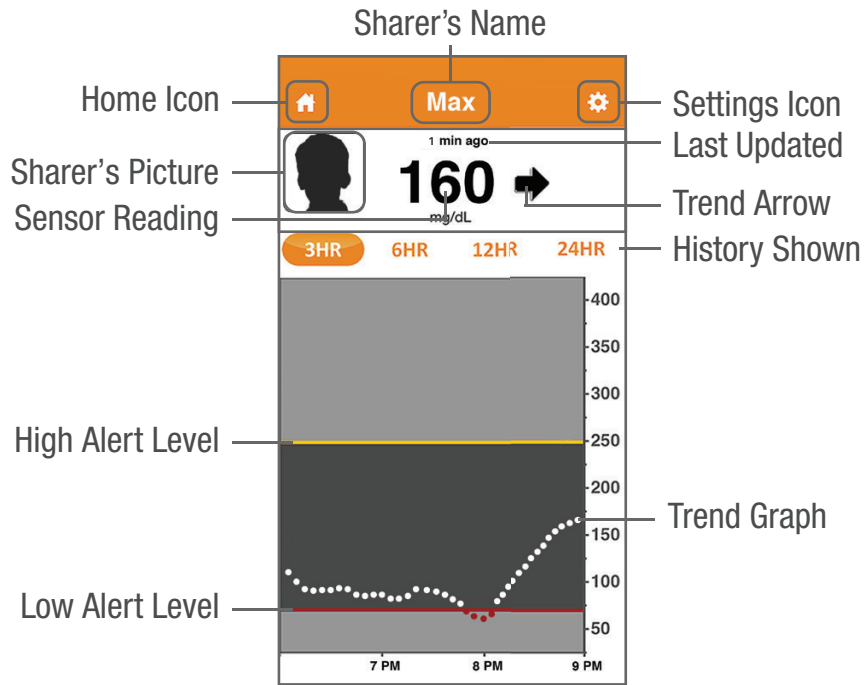 Sharer's Name
Home Icon
Max
Settings Icon
1 min ago
Last Updated
Sharer's Picture
160
Sensor Reading
mg/dL
Trend Arrow
3HR 6HR 12HR 24HR
History Shown
400
350
300
High Alert Level
250
200
Trend Graph
150
100
Low Alert Level
50
7 PM 8 PM 9 PM